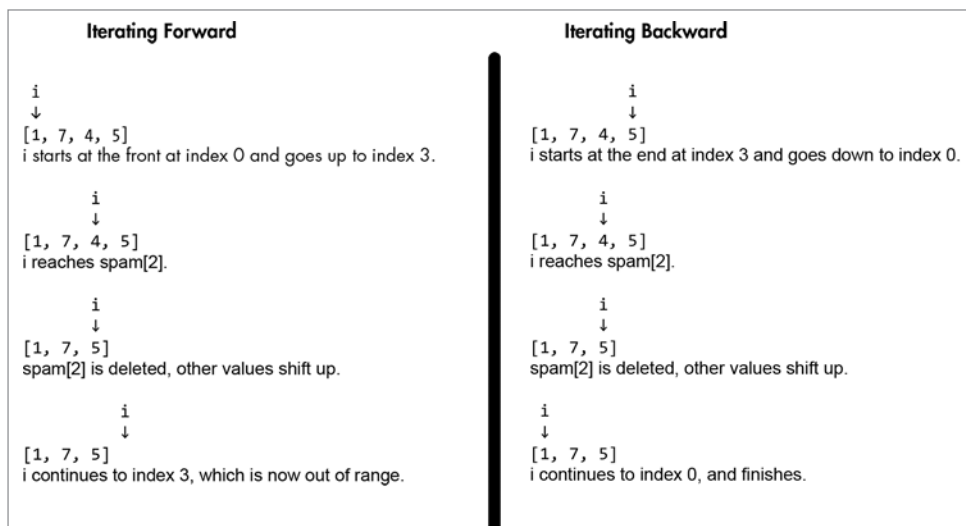 Iterating Forward
i
↓
[1, 7, 4, 5]
i starts at the front at index 0 and goes up to index 3.
i
↓
[1, 7, 4, 5]
i reaches spam[2].
i
↓
[1, 7, 5]
spam[2] is deleted, other values shift up.
i
↓
[1, 7, 5]
i continues to index 3, which is now out of range.
Iterating Backward
i
↓
[1, 7, 4, 5]
i starts at the end at index 3 and goes down to index 0.
i
↓
[1, 7, 4, 5]
i reaches spam[2].
i
↓
[1, 7, 5]
spam[2] is deleted, other values shift up.
i
↓
[1, 7, 5]
i continues to index 0, and finishes.